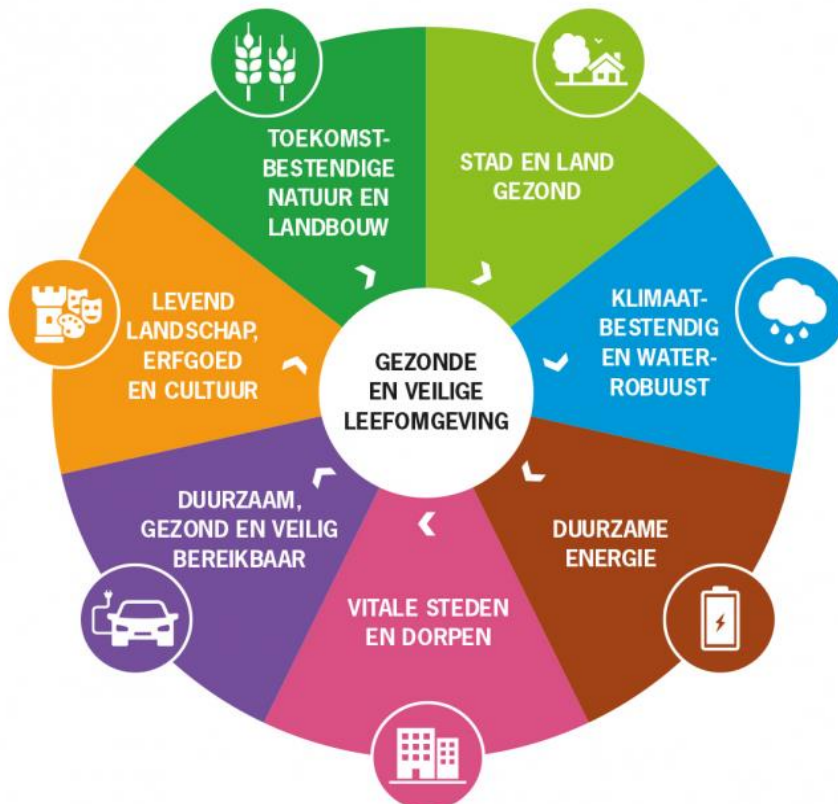 TOEKOMST-
BESTENDIGE
NATUUR EN
LANDBOUW
STAD EN LAND
GEZOND
KLIMAAT-
BESTENDIG
EN WATER-
ROBUUST
DUURZAME
ENERGIE
VITALE STEDEN
EN DORPEN
DUURZAAM,
GEZOND EN VEILIG
BEREIKBAAR
LEVEND
LANDSCHAP,
ERFGOED
EN CULTUUR
GEZONDE
EN VEILIGE
LEEFOMGEVING